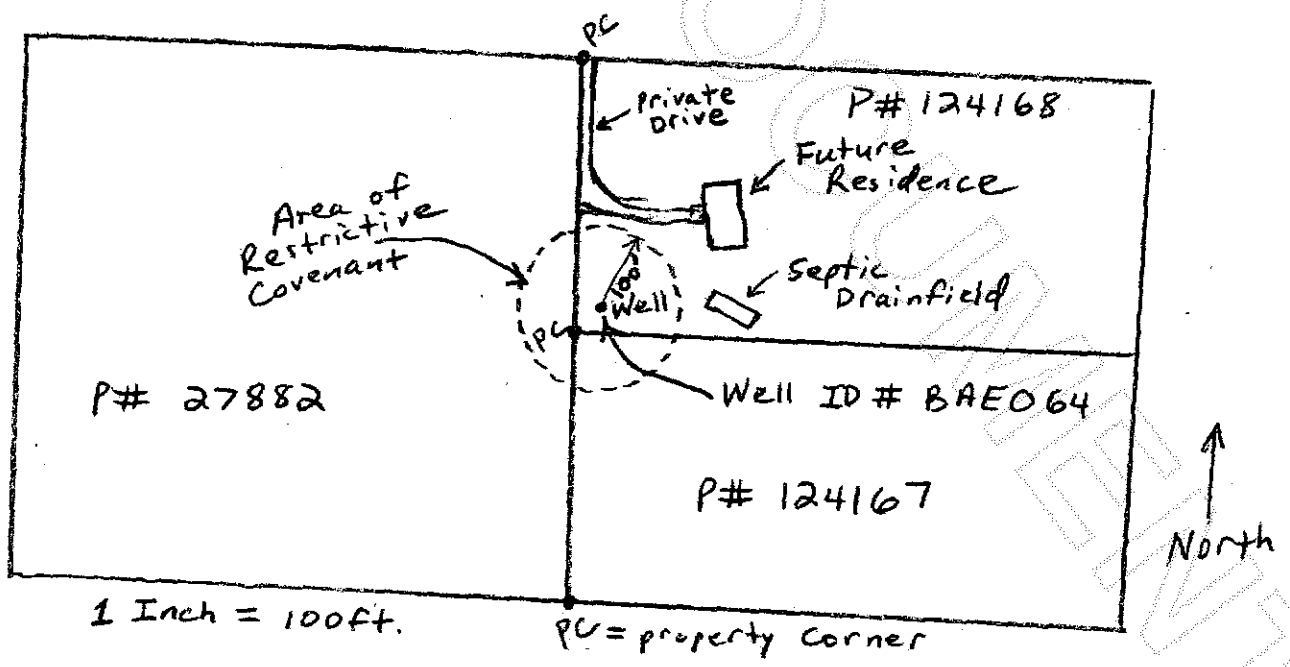 PC
Private
Drive
P# 124168
Future
Residence
Area of
Restrictive
Covenant
100'
Well
Septic
Drainfield
PC
P# 27882
Well ID # BAE064
P# 124167
North
1 Inch = 100ft.
PC = property corner
DOCUMENT